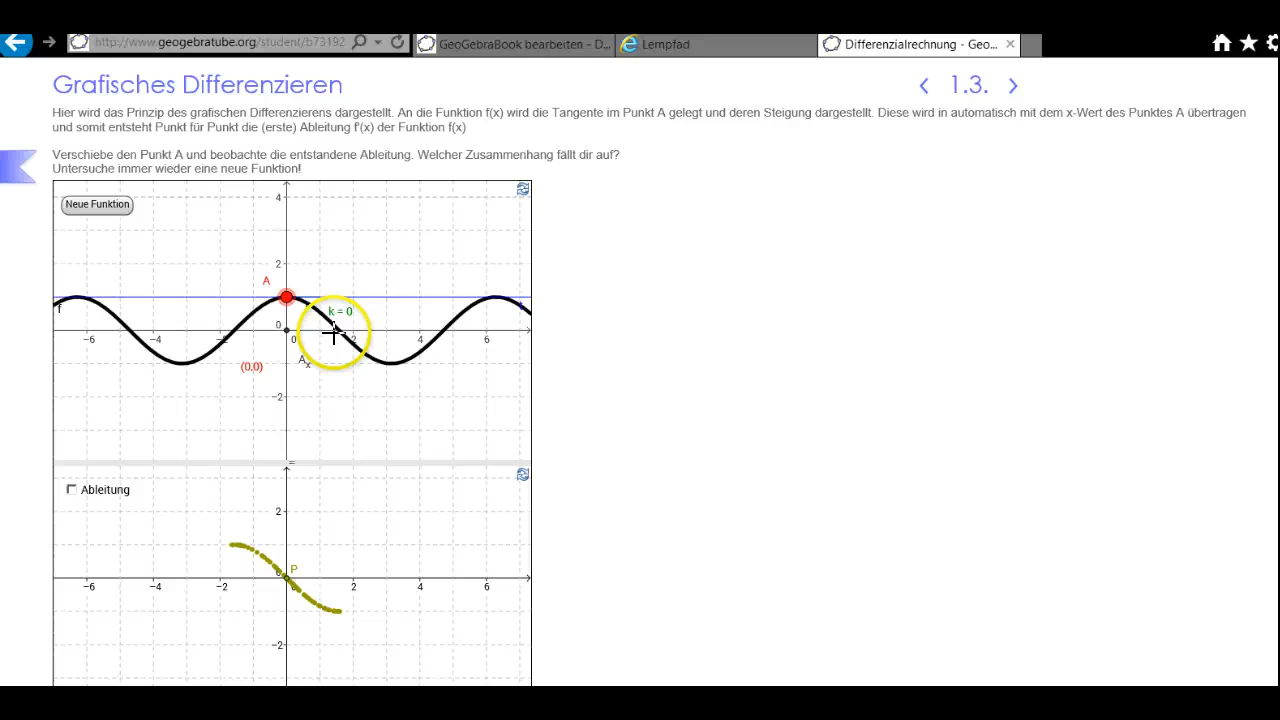 http://www.geogebratube.org/student/b73192
GeoGebraBook bearbeiten - D...
Lernpfad
Differenzialrechnung - Geo...
Grafisches Differenzieren
1.3.
Hier wird das Prinzip des grafischen Differenzierens dargestellt. An die Funktion f(x) wird die Tangente im Punkt A gelegt und deren Steigung dargestellt. Diese wird in automatisch mit dem x-Wert des Punktes A übertragen
und somit entsteht Punkt für Punkt die (erste) Ableitung f'(x) der Funktion f(x)
Verschiebe den Punkt A und beobachte die entstandene Ableitung. Welcher Zusammenhang fällt dir auf?
Untersuche immer wieder eine neue Funktion!
Neue Funktion
4
2
A
f
k = 0
t
0
−6 −4 −2 0 2 4 6
(0,0)
Ax
−2
Ableitung
2
P
0
−6 −4 −2 0 2 4 6
−2